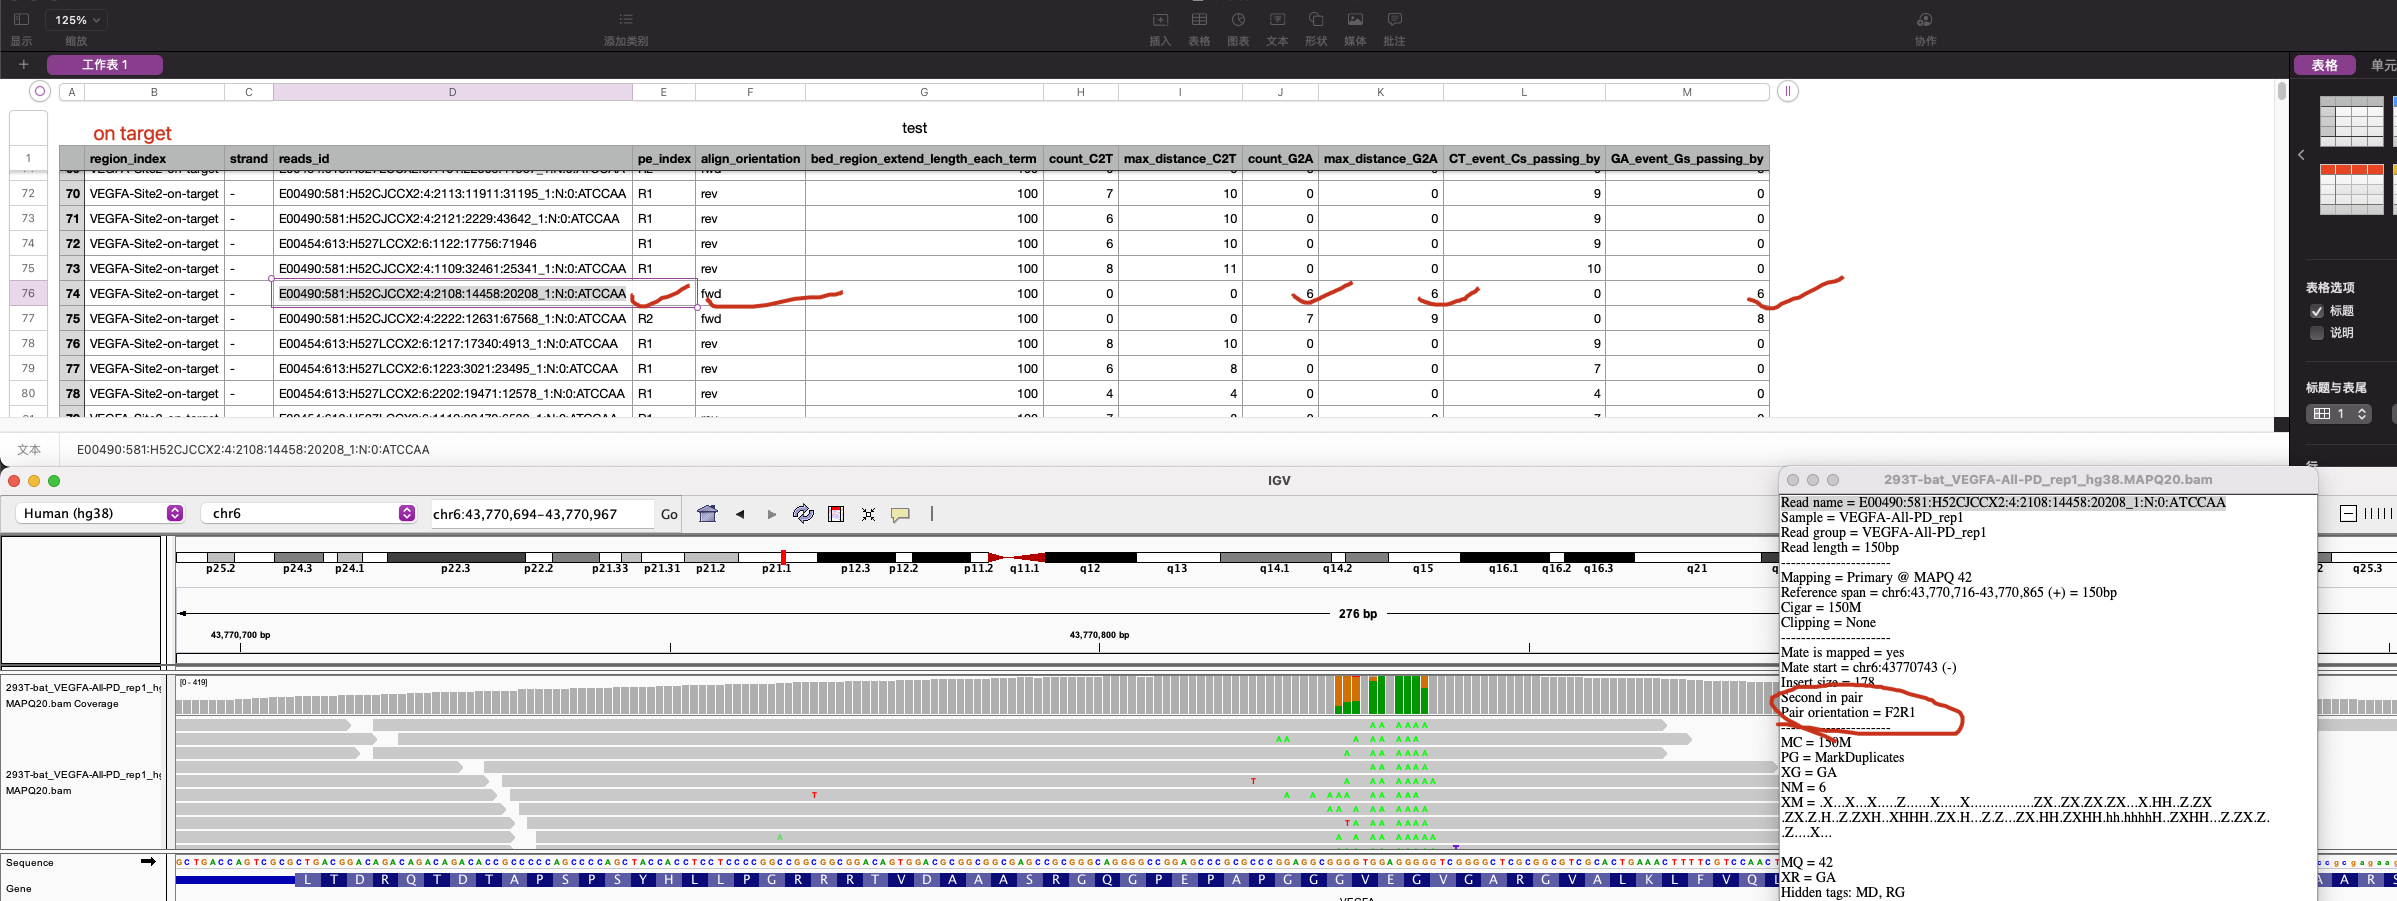 125%
显示 缩放 添加类别 插入 表格 图表 文本 形状 媒体 批注 协作
+ 工作表 1 表格 单元
A B C D E F G H I J K L M
on target test
1 region_index strand reads_id pe_index align_orientation bed_region_extend_length_each_term count_C2T max_distance_C2T count_G2A max_distance_G2A CT_event_Cs_passing_by GA_event_Gs_passing_by
72 70 VEGFA-Site2-on-target - E00490:581:H52CJCCX2:4:2113:11911:31195_1:N:0:ATCCAA R1 rev 100 7 10 0 0 9 0
73 71 VEGFA-Site2-on-target - E00490:581:H52CJCCX2:4:2121:2229:43642_1:N:0:ATCCAA R1 rev 100 6 10 0 0 9 0
74 72 VEGFA-Site2-on-target - E00454:613:H527LCCX2:6:1122:17756:71946 R1 rev 100 6 10 0 0 9 0
75 73 VEGFA-Site2-on-target - E00490:581:H52CJCCX2:4:1109:32461:25341_1:N:0:ATCCAA R1 rev 100 8 11 0 0 10 0
76 74 VEGFA-Site2-on-target - E00490:581:H52CJCCX2:4:2108:14458:20208_1:N:0:ATCCAA fwd 100 0 0 6 6 0 6
77 75 VEGFA-Site2-on-target - E00490:581:H52CJCCX2:4:2222:12631:67568_1:N:0:ATCCAA R2 fwd 100 0 0 7 9 0 8
78 76 VEGFA-Site2-on-target - E00454:613:H527LCCX2:6:1217:17340:4913_1:N:0:ATCCAA R1 rev 100 8 10 0 0 9 0
79 77 VEGFA-Site2-on-target - E00454:613:H527LCCX2:6:1223:3021:23495_1:N:0:ATCCAA R1 rev 100 6 8 0 0 7 0
80 78 VEGFA-Site2-on-target - E00454:613:H527LCCX2:6:2202:19471:12578_1:N:0:ATCCAA R1 rev 100 4 4 0 0 4 0
表格选项
标题
说明
标题与表尾
1
文本 E00490:581:H52CJCCX2:4:2108:14458:20208_1:N:0:ATCCAA
IGV
Human (hg38) chr6 chr6:43,770,694-43,770,967 Go
p25.2 p24.3 p24.1 p22.3 p22.2 p21.33 p21.31 p21.2 p21.1 p12.3 p12.2 p11.2 q11.1 q12 q13 q14.1 q14.2 q15 q16.1 q16.2 q16.3 q21 q25.3
276 bp
43,770,700 bp 43,770,800 bp
293T-bat_VEGFA-All-PD_rep1_hg
MAPQ20.bam Coverage
[0 - 419]
293T-bat_VEGFA-All-PD_rep1_hg
MAPQ20.bam
Sequence
Gene
L T D R Q T D T A P S P S Y H L L P G R R R T V D A A A S R G Q G P E P A P G G G V E G V G A R G V A L K L F V Q L
293T-bat_VEGFA-All-PD_rep1_hg38.MAPQ20.bam
Read name = E00490:581:H52CJCCX2:4:2108:14458:20208_1:N:0:ATCCAA
Sample = VEGFA-All-PD_rep1
Read group = VEGFA-All-PD_rep1
Read length = 150bp
----------------------
Mapping = Primary @ MAPQ 42
Reference span = chr6:43,770,716-43,770,865 (+) = 150bp
Cigar = 150M
Clipping = None
----------------------
Mate is mapped = yes
Mate start = chr6:43770743 (-)
Insert size = 178
Second in pair
Pair orientation = F2R1
----------------------
MC = 150M
PG = MarkDuplicates
XG = GA
NM = 6
XM = .X...X...X.....Z......X.....X...............ZX..ZX.ZX.ZX...X.HH..Z.ZX
.ZX.Z.H..Z.ZXH..XHHH..ZX.H...Z.Z...ZX.HH.ZXHH.hh.hhhhH..ZXHH...Z.ZX.Z.
.Z....X...
MQ = 42
XR = GA
Hidden tags: MD, RG